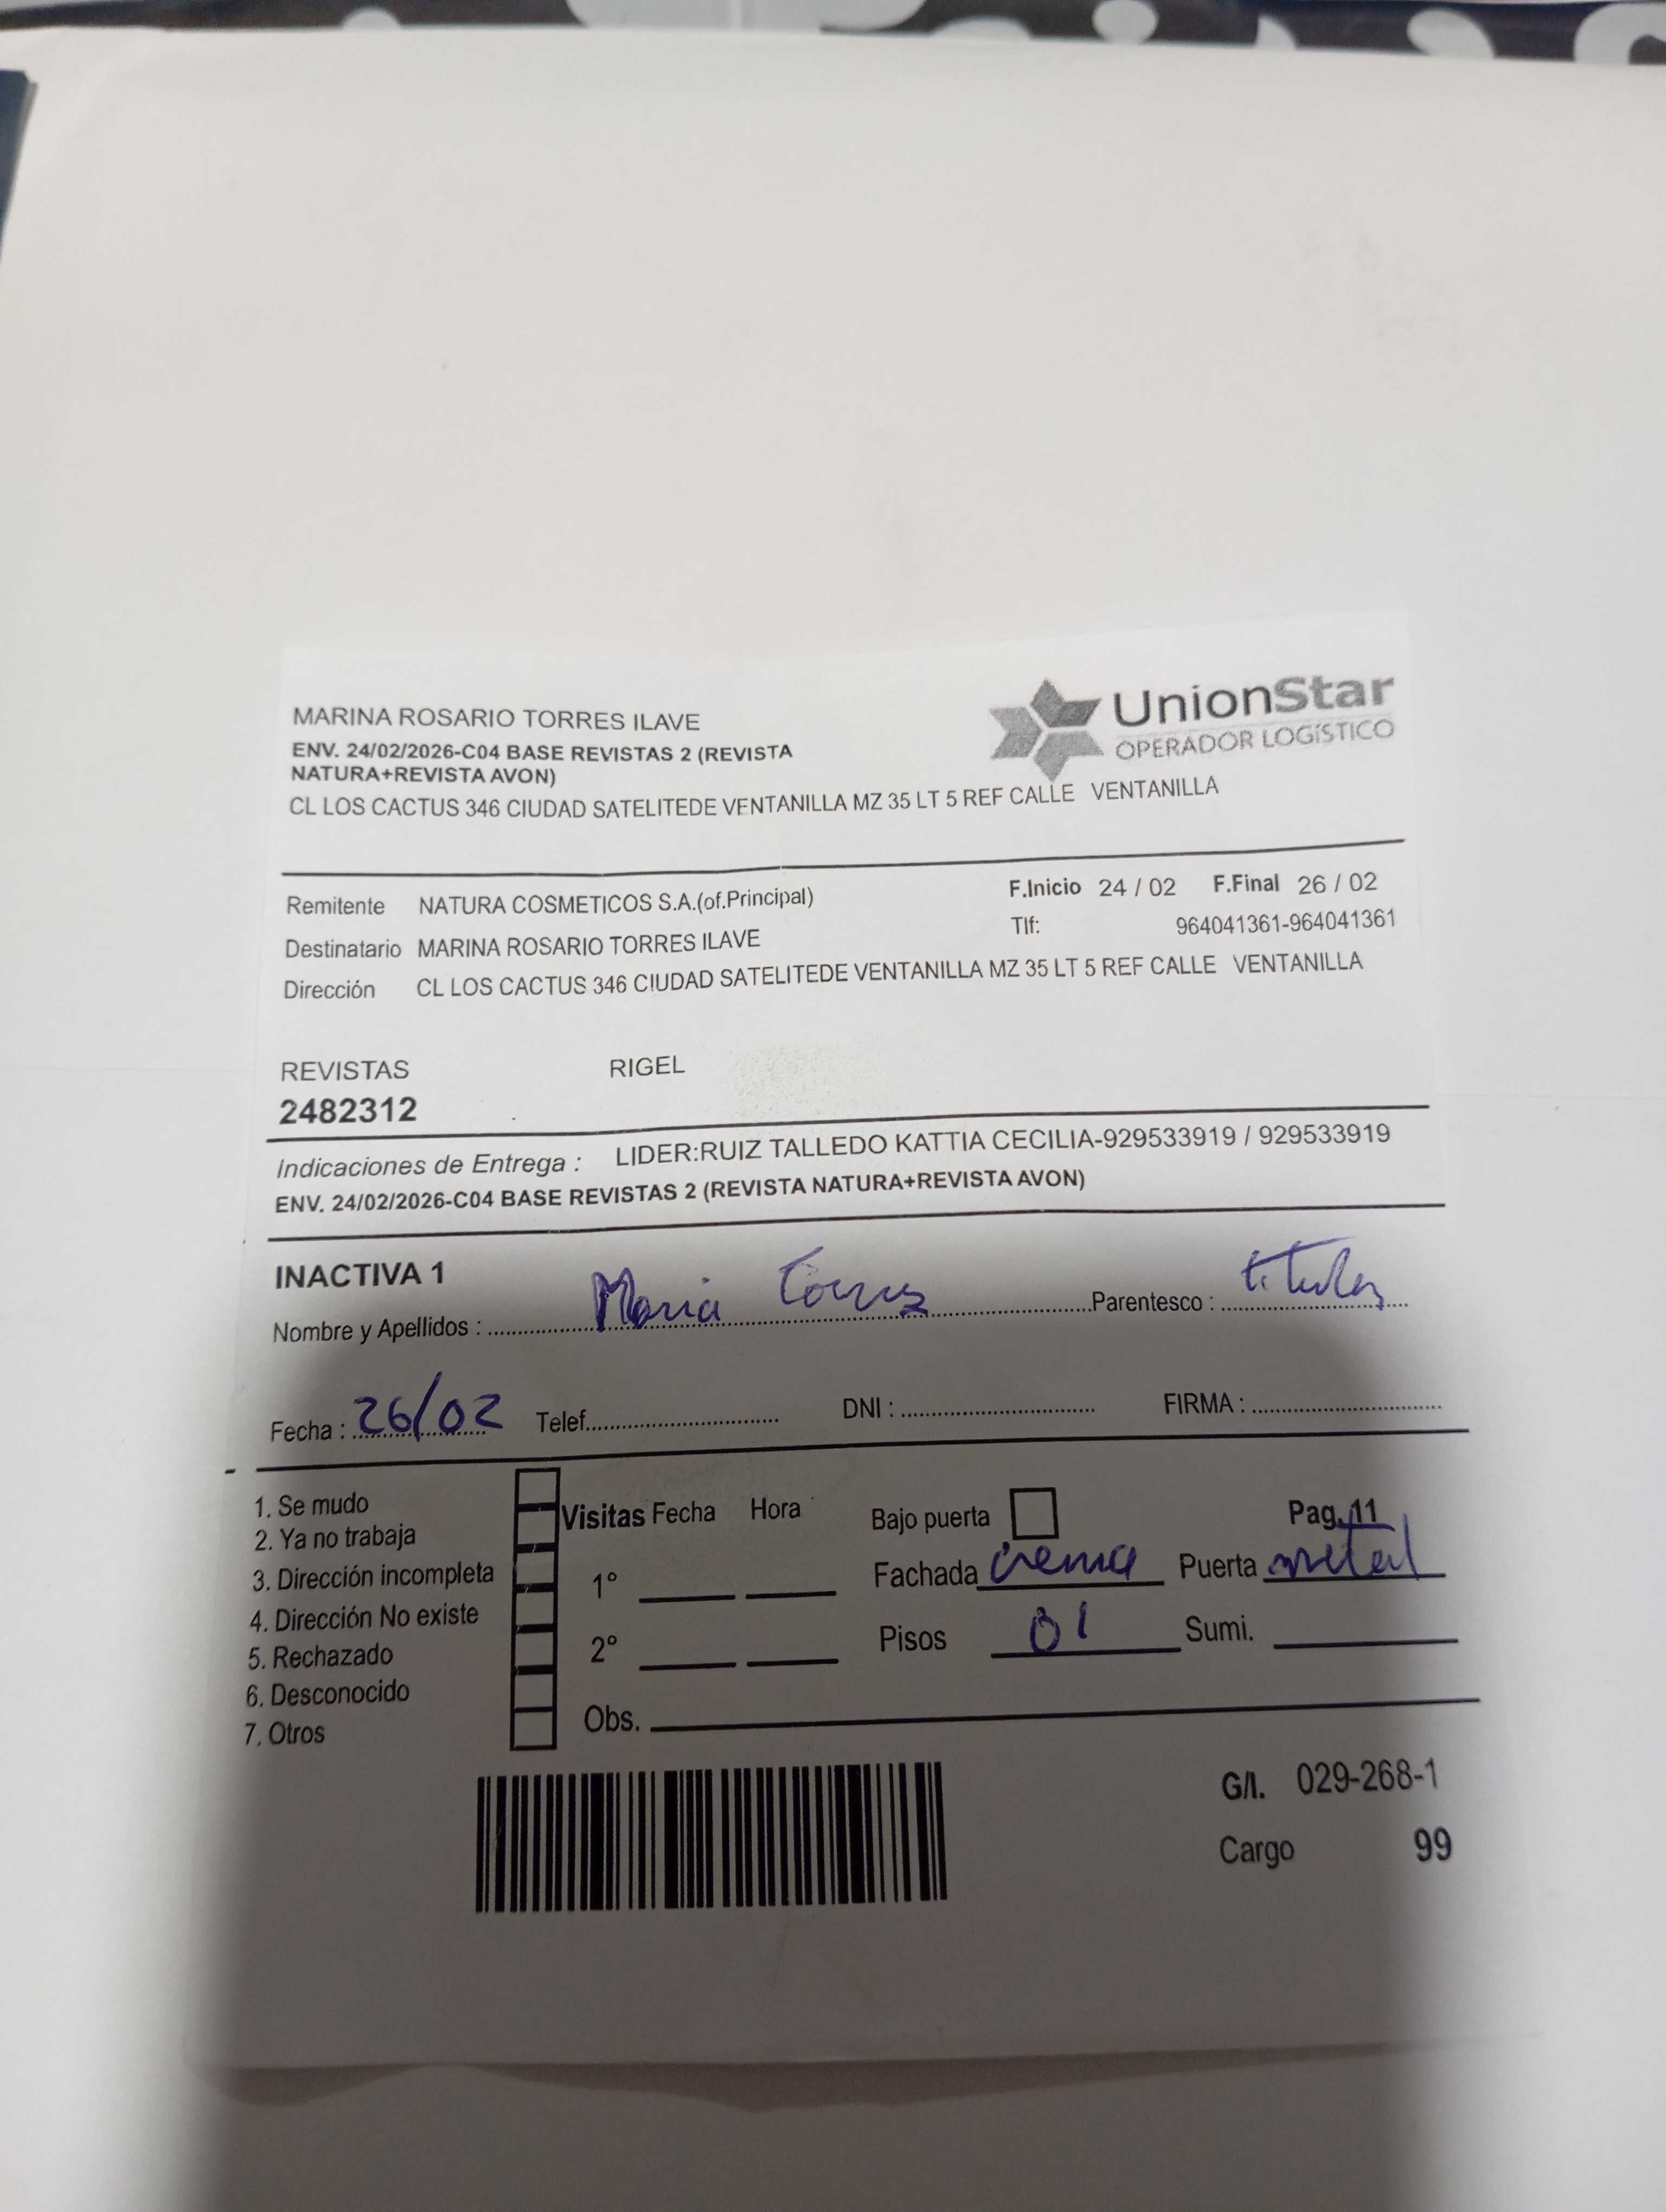 MARINA ROSARIO TORRES ILAVE
UnionStar
OPERADOR LOGÍSTICO
ENV. 24/02/2026-C04 BASE REVISTAS 2 (REVISTA
NATURA+REVISTA AVON)
CL LOS CACTUS 346 CIUDAD SATELITEDE VENTANILLA MZ 35 LT 5 REF CALLE VENTANILLA
Remitente NATURA COSMETICOS S.A.(of.Principal) F.Inicio 24 / 02 F.Final 26 / 02
Destinatario MARINA ROSARIO TORRES ILAVE Tlf: 964041361-964041361
Dirección CL LOS CACTUS 346 CIUDAD SATELITEDE VENTANILLA MZ 35 LT 5 REF CALLE VENTANILLA
REVISTAS RIGEL
2482312
Indicaciones de Entrega : LIDER:RUIZ TALLEDO KATTIA CECILIA-929533919 / 929533919
ENV. 24/02/2026-C04 BASE REVISTAS 2 (REVISTA NATURA+REVISTA AVON)
INACTIVA 1
Nombre y Apellidos : Maria Torres Parentesco : titular
Fecha : 26/02 Telef. DNI : FIRMA :
1. Se mudo
2. Ya no trabaja
3. Dirección incompleta
4. Dirección No existe
5. Rechazado
6. Desconocido
7. Otros
Visitas Fecha Hora Bajo puerta Pag. 11
1° Fachada crema Puerta metal
2° Pisos 01 Sumi.
Obs.
G/I. 029-268-1
Cargo 99